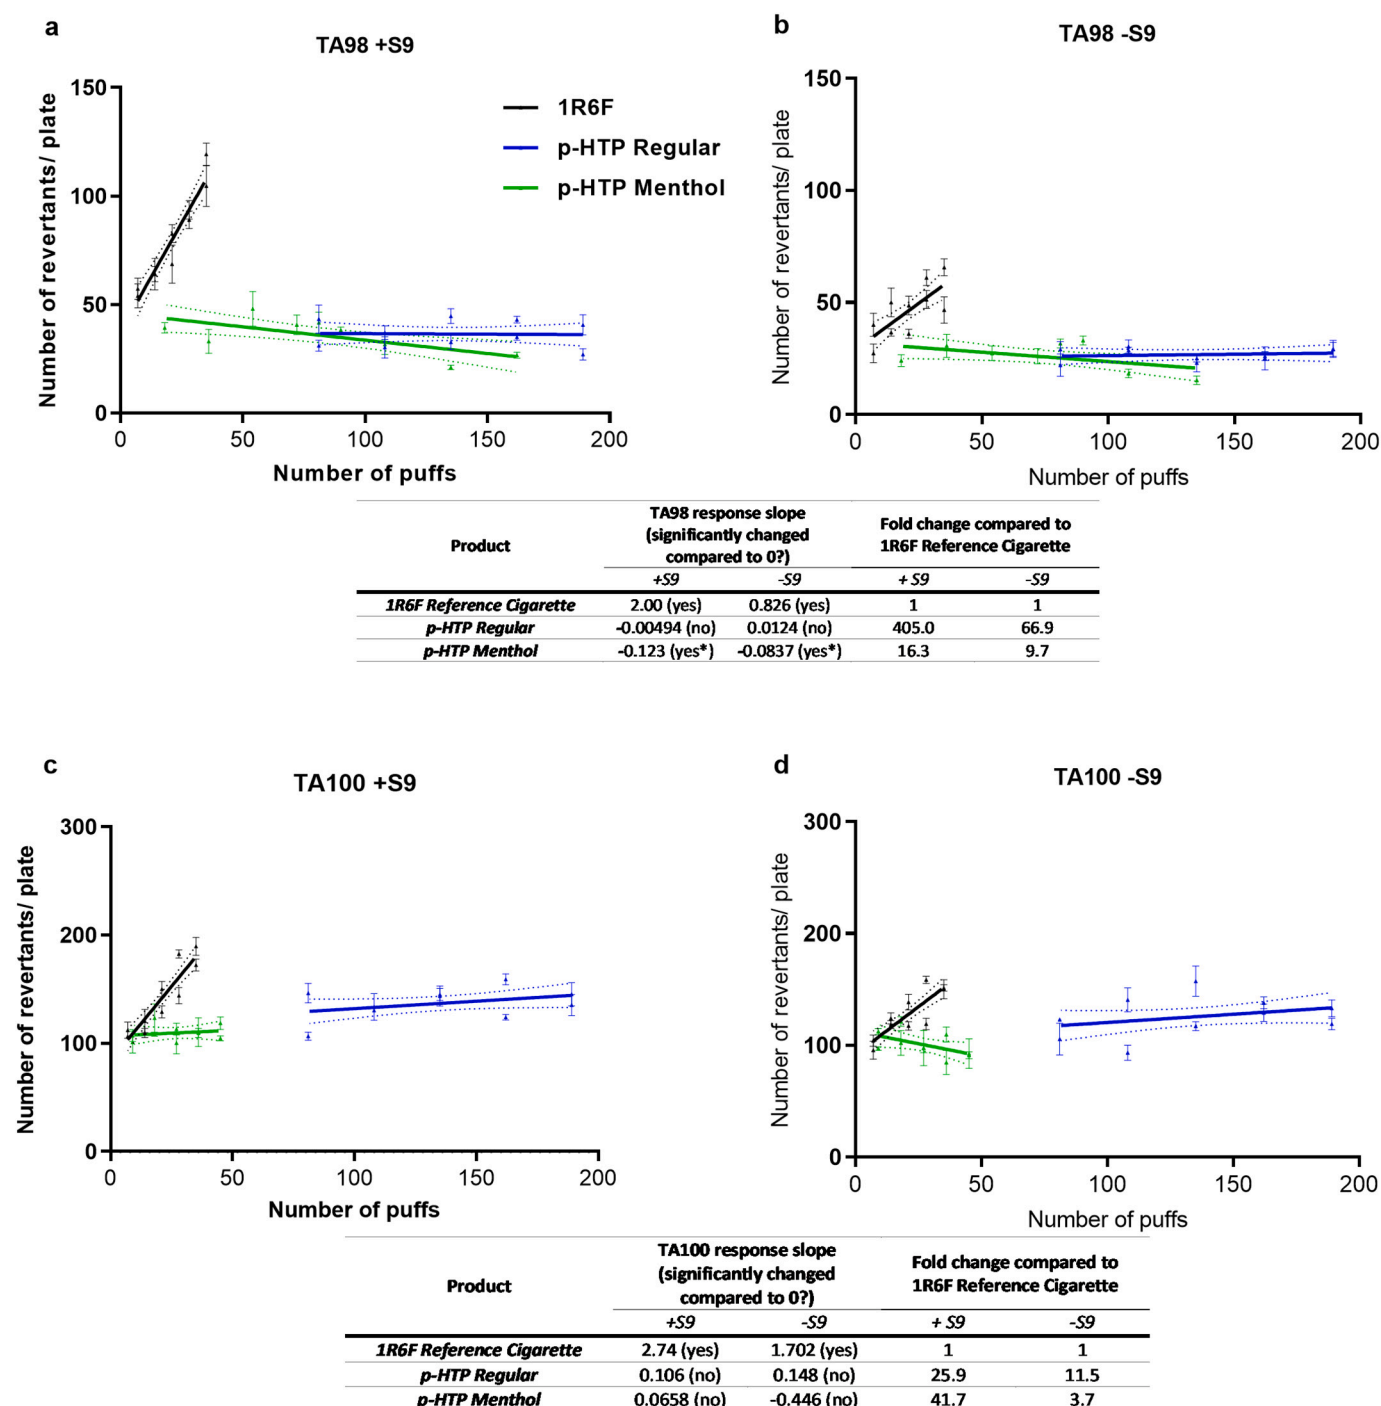 a
TA98 +S9
150
100
50
0
Number of revertants/ plate
0 50 100 150 200
Number of puffs
1R6F
p-HTP Regular
p-HTP Menthol
b
TA98 -S9
150
100
50
0
Number of revertants/ plate
0 50 100 150 200
Number of puffs
Product
TA98 response slope
(significantly changed
compared to 0?)
Fold change compared to
1R6F Reference Cigarette
+S9 -S9 + S9 -S9
1R6F Reference Cigarette 2.00 (yes) 0.826 (yes) 1 1
p-HTP Regular -0.00494 (no) 0.0124 (no) 405.0 66.9
p-HTP Menthol -0.123 (yes*) -0.0837 (yes*) 16.3 9.7
c
TA100 +S9
300
200
100
0
Number of revertants/ plate
0 50 100 150 200
Number of puffs
d
TA100 -S9
300
200
100
0
Number of revertants/ plate
0 50 100 150 200
Number of puffs
Product
TA100 response slope
(significantly changed
compared to 0?)
Fold change compared to
1R6F Reference Cigarette
+S9 -S9 + S9 -S9
1R6F Reference Cigarette 2.74 (yes) 1.702 (yes) 1 1
p-HTP Regular 0.106 (no) 0.148 (no) 25.9 11.5
p-HTP Menthol 0.0658 (no) -0.446 (no) 41.7 3.7